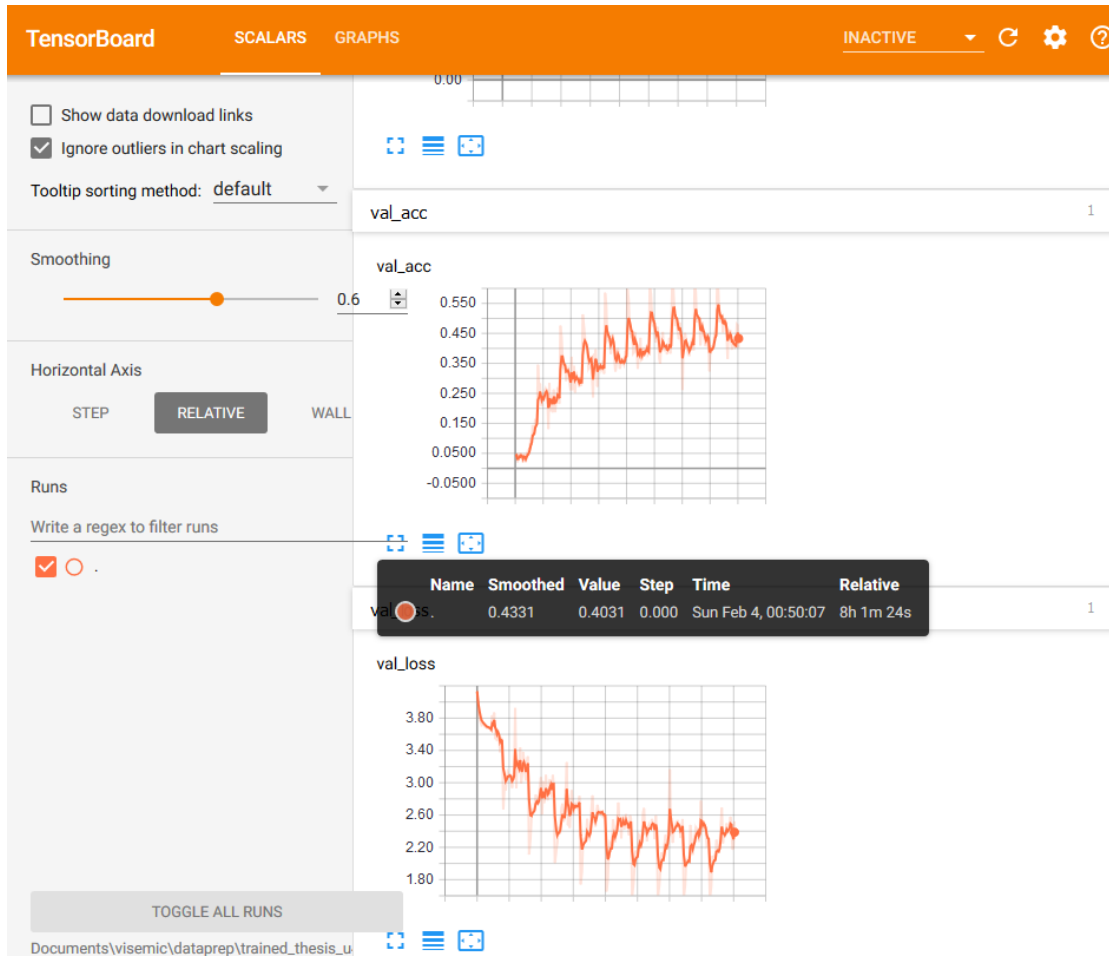 TensorBoard SCALARS GRAPHS INACTIVE
Show data download links
Ignore outliers in chart scaling
Tooltip sorting method: default
Smoothing
0.6
Horizontal Axis
STEP RELATIVE WALL
Runs
Write a regex to filter runs
.
TOGGLE ALL RUNS
Documents\visemic\dataprep\trained_thesis_u
0.00
val_acc 1
val_acc
0.550
0.450
0.350
0.250
0.150
0.0500
-0.0500
Name Smoothed Value Step Time Relative
. 0.4331 0.4031 0.000 Sun Feb 4, 00:50:07 8h 1m 24s
1
val_loss
3.80
3.40
3.00
2.60
2.20
1.80